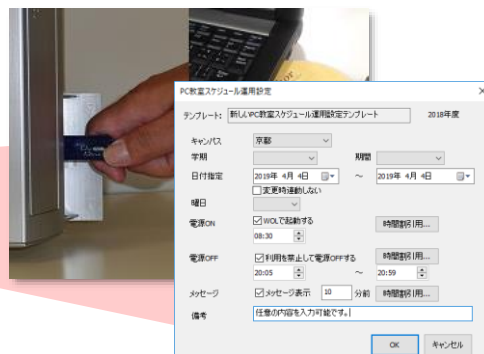 PC教室スケジュール運用設定
テンプレート: 新しいPC教室スケジュール運用設定テンプレート 2018年度
キャンパス 京都
学期 期間
日付指定 2019年 4月 4日 ～ 2019年 4月 4日
変更時連動しない
曜日
電源ON WOLで起動する 時間割引用...
08:30
電源OFF 利用を禁止して電源OFFする 時間割引用...
20:05 ～ 20:59
メッセージ メッセージ表示 10 分前 時間割引用...
備考 任意の内容を入力可能です。
OK キャンセル